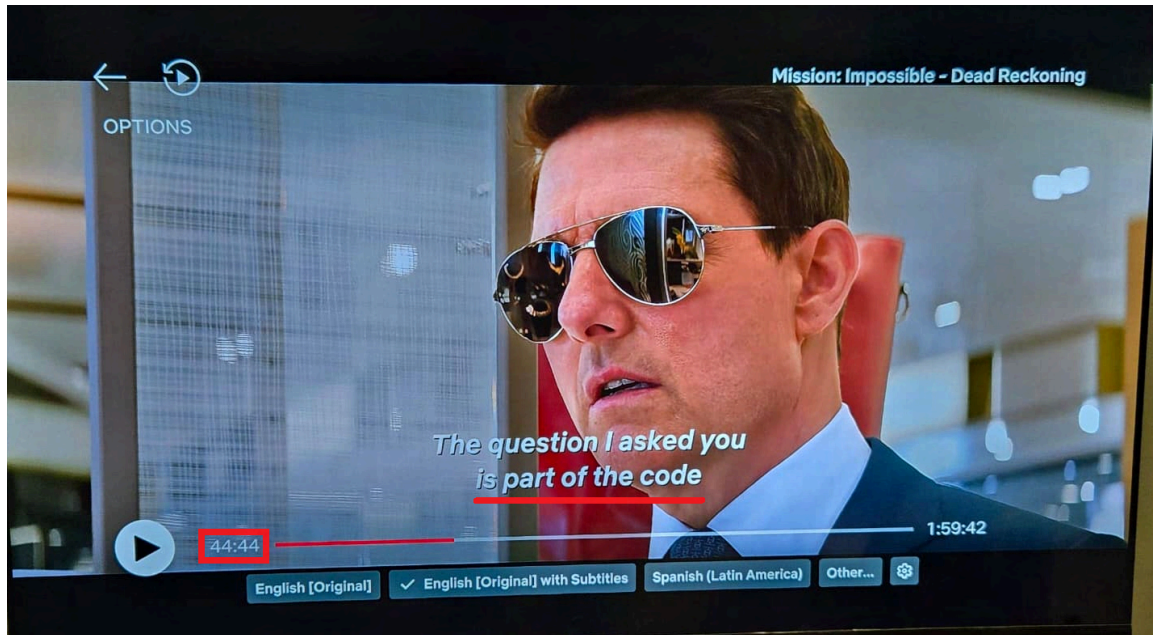 Mission: Impossible - Dead Reckoning
OPTIONS
The question I asked you
is part of the code
44:44
1:59:42
English [Original]
✓ English [Original] with Subtitles
Spanish (Latin America)
Other...